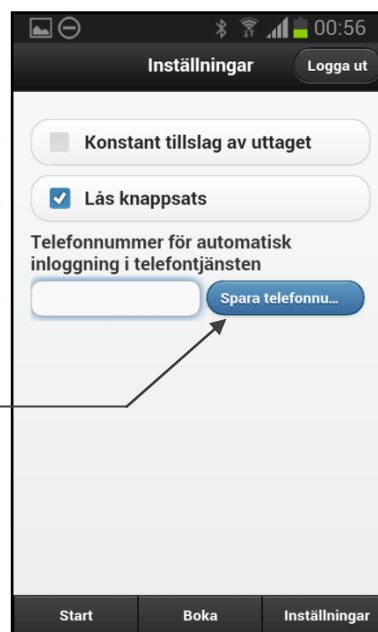 00:56
Inställningar
Logga ut
Konstant tillslag av uttaget
Lås knappsats
Telefonnummer för automatisk
inloggning i telefontjänsten
Spara telefonnu...
Start
Boka
Inställningar